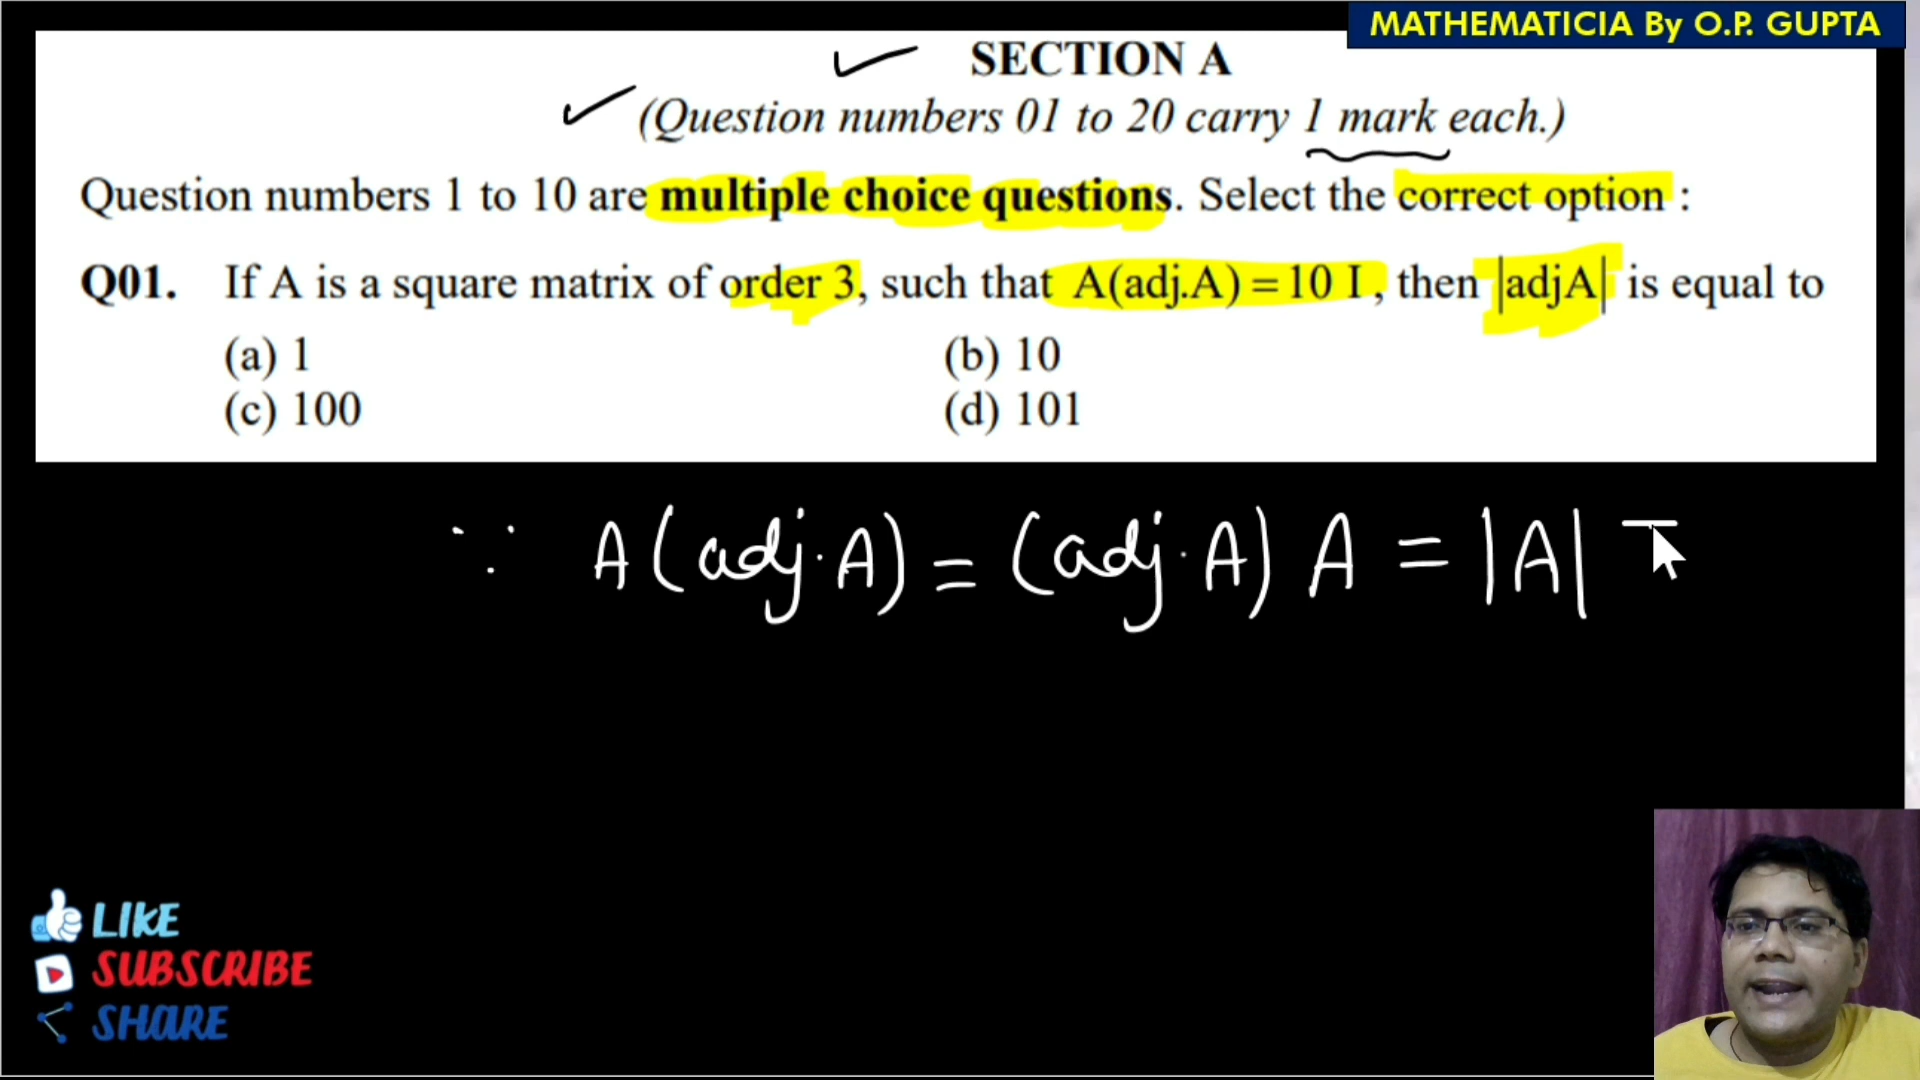 MATHEMATICIA By O.P. GUPTA
SECTION A
(Question numbers 01 to 20 carry 1 mark each.)
Question numbers 1 to 10 are multiple choice questions. Select the correct option :
Q01. If A is a square matrix of order 3, such that A(adj.A) = 10 I, then |adjA| is equal to
(a) 1 (b) 10
(c) 100 (d) 101
∵ A(adj·A) = (adj·A) A = |A|
LIKE
SUBSCRIBE
SHARE